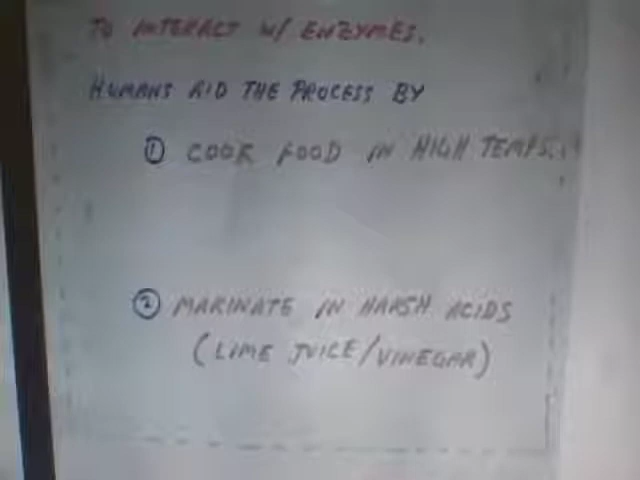 TO INTERACT W/ ENZYMES.
HUMANS AID THE PROCESS BY
① COOK FOOD IN HIGH TEMPS.
② MARINATE IN HARSH ACIDS
(LIME JUICE/VINEGAR)